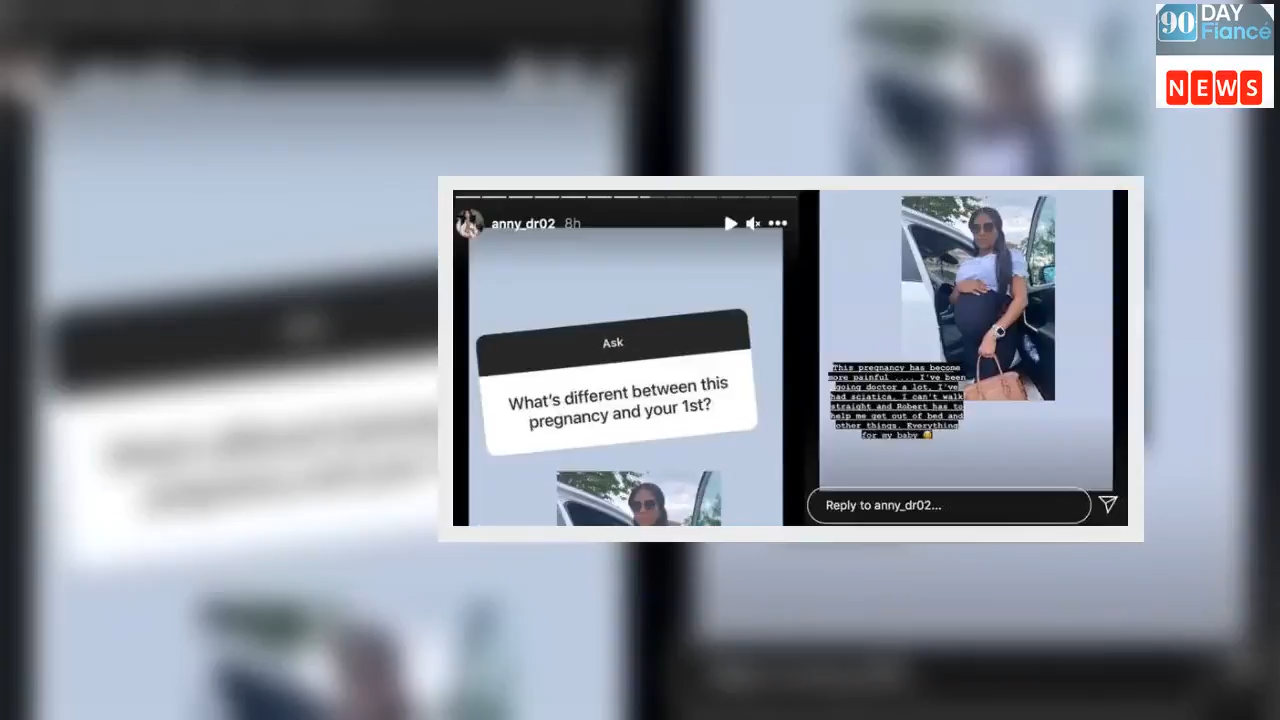 90 DAY
Fiancé
NEWS
anny_dr02 8h
Ask
What's different between this
pregnancy and your 1st?
This pregnancy has become
more painful .... I've been
going doctor a lot, I've
had sciatica, I can't walk
straight and Robert has to
help me get out of bed and
other things. Everything
for my baby 😅
Reply to anny_dr02...